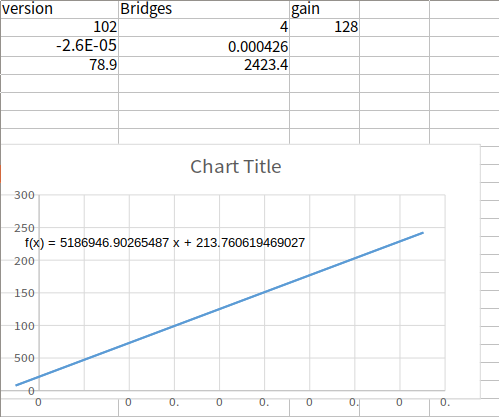 version Bridges gain
102 4 128
-2.6E-05 0.000426
78.9 2423.4
Chart Title
300
250
f(x) = 5186946.90265487 x + 213.760619469027
200
150
100
500
0
0 0 0. 0 0. 0 0. 0 0.